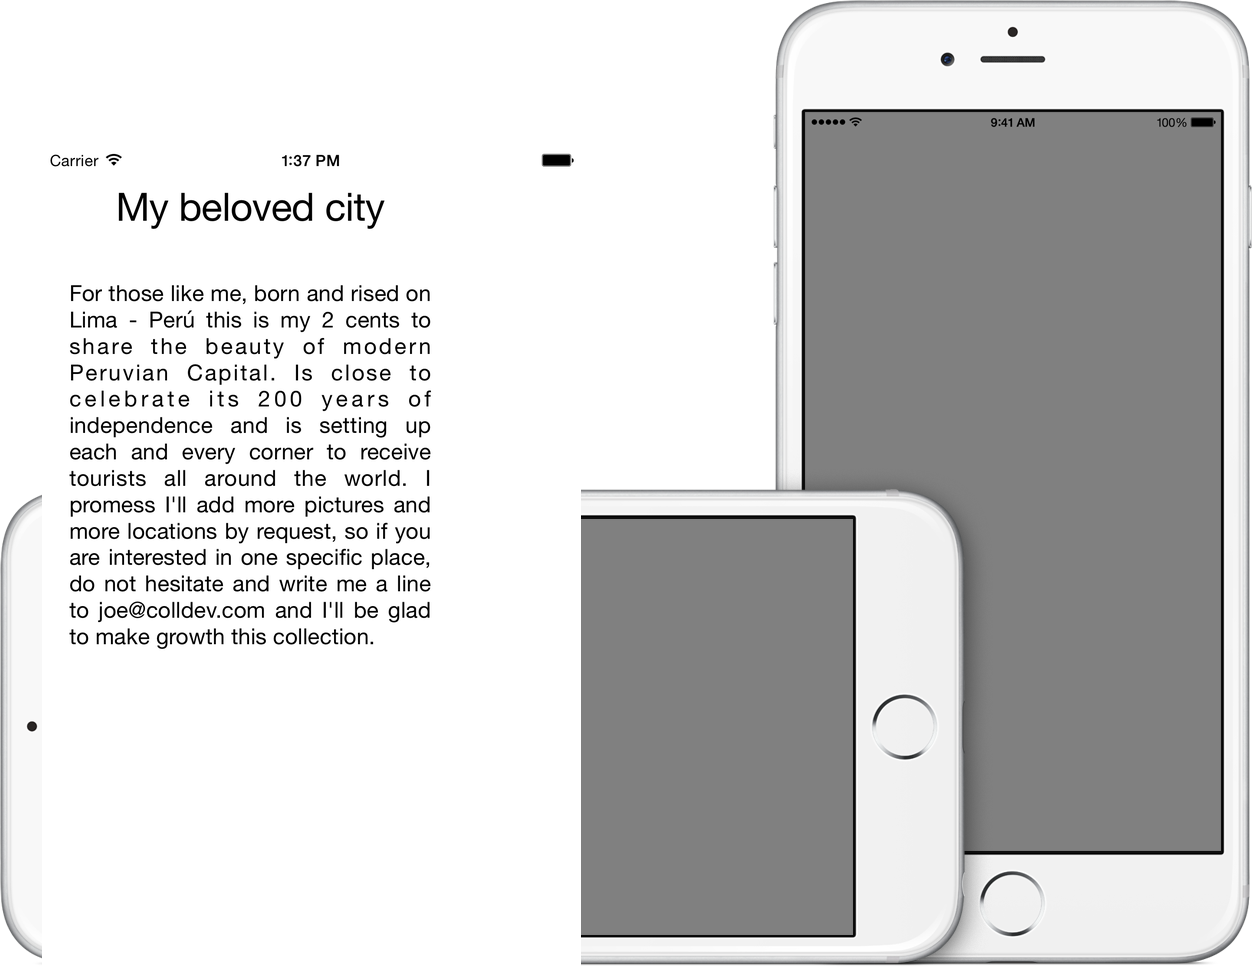 Carrier 1:37 PM
My beloved city
For those like me, born and rised on
Lima - Perú this is my 2 cents to
share the beauty of modern
Peruvian Capital. Is close to
celebrate its 200 years of
independence and is setting up
each and every corner to receive
tourists all around the world. I
promess I'll add more pictures and
more locations by request, so if you
are interested in one specific place,
do not hesitate and write me a line
to joe@colldev.com and I'll be glad
to make growth this collection.
9:41 AM 100%